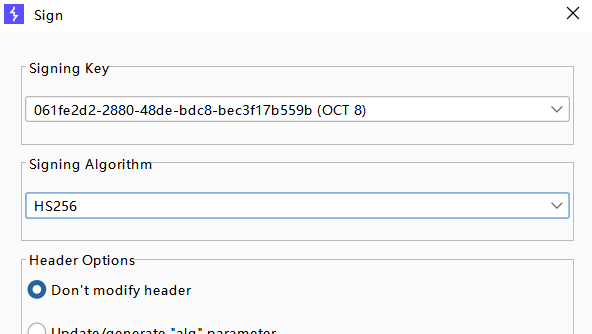 Sign
Signing Key
061fe2d2-2880-48de-bdc8-bec3f17b559b (OCT 8)
Signing Algorithm
HS256
Header Options
Don't modify header
Update/generate "alg" parameter